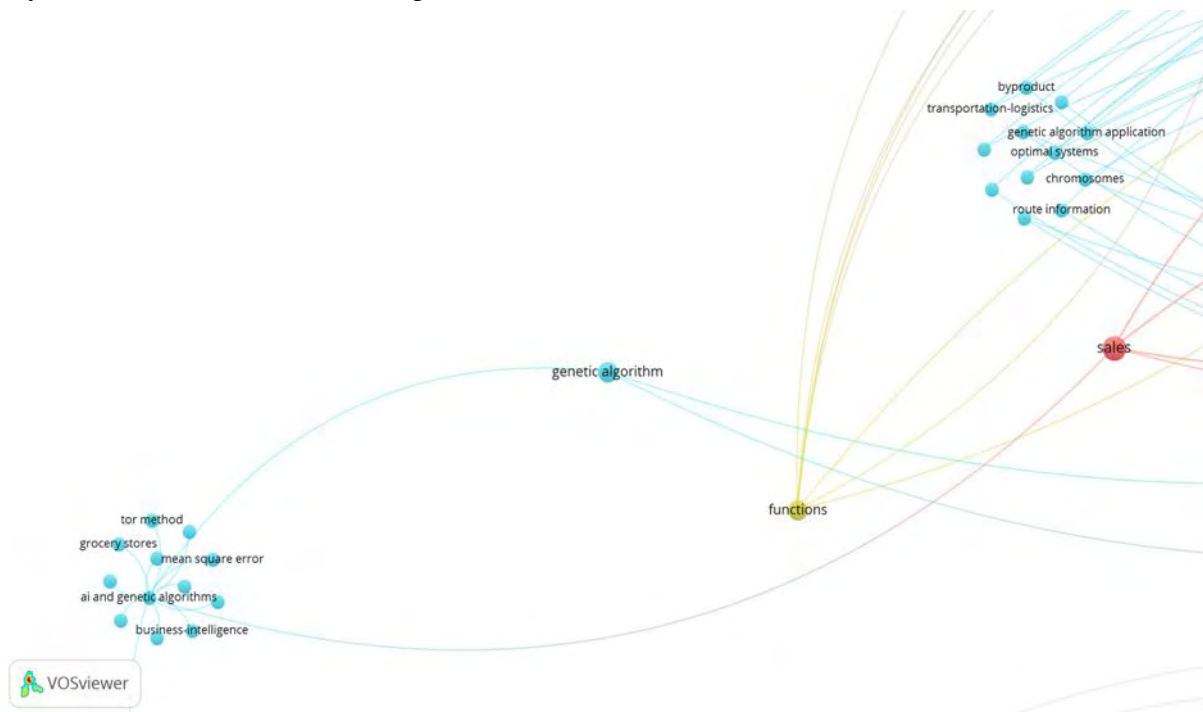 byproduct
transportation-logistics
genetic algorithm application
optimal systems
chromosomes
route information
sales
genetic algorithm
functions
tor method
grocery stores
mean square error
ai and genetic algorithms
business-intelligence
VOSviewer